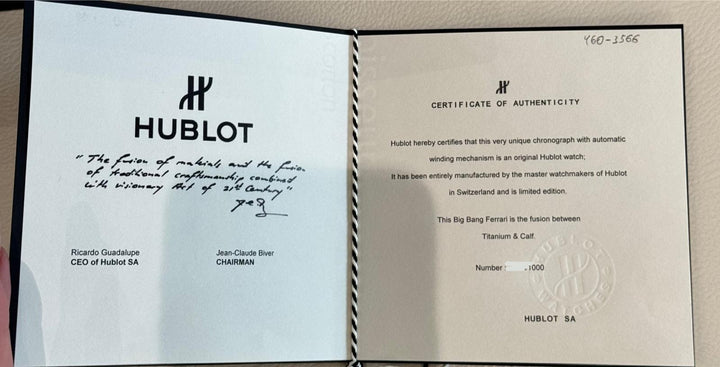 HUBLOT
"The fusion of materials and the fusion
of traditional craftsmanship combined
with visionary Art of 21st Century"
Ricardo Guadalupe
CEO of Hublot SA
Jean-Claude Biver
CHAIRMAN
460-3566
CERTIFICATE OF AUTHENTICITY
Hublot hereby certifies that this very unique chronograph with automatic
winding mechanism is an original Hublot watch;
It has been entirely manufactured by the master watchmakers of Hublot
in Switzerland and is limited edition.
This Big Bang Ferrari is the fusion between
Titanium & Calf.
Number 1000
HUBLOT
WATCHES
HUBLOT SA